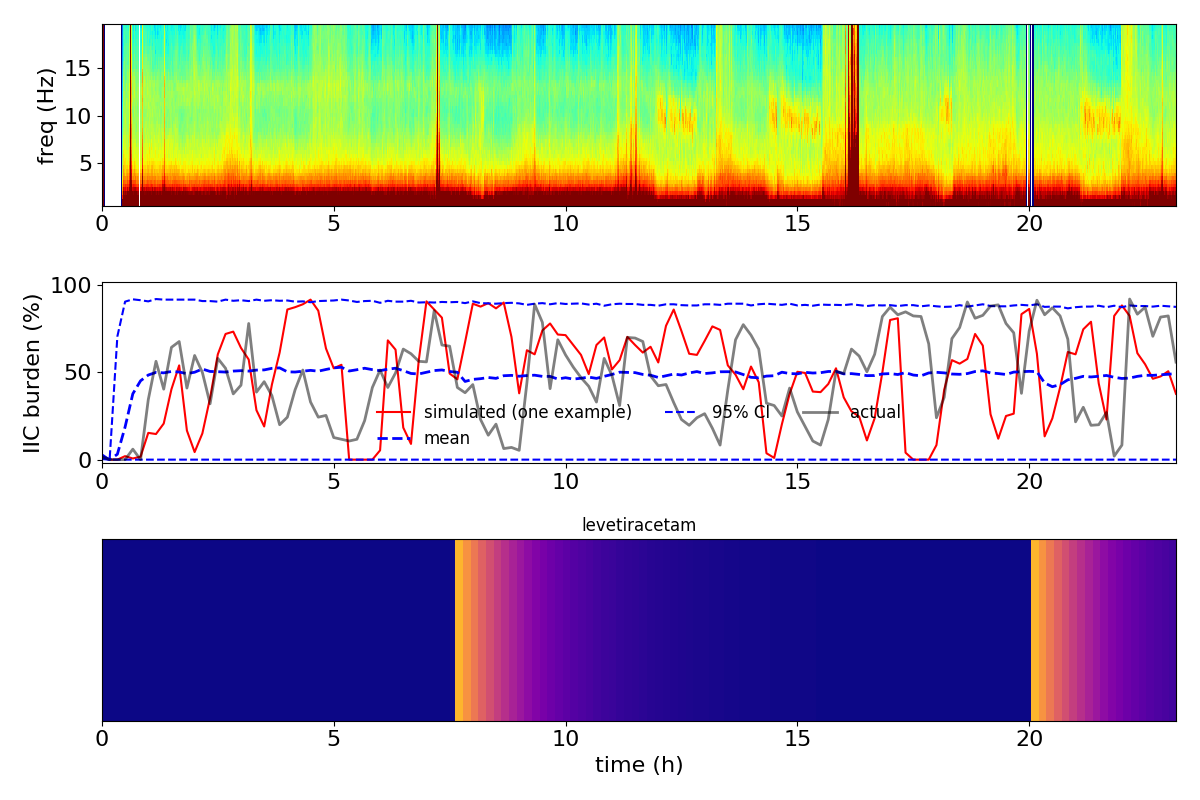 freq (Hz)
15
10
5
0 5 10 15 20
IIC burden (%)
100
50
0
simulated (one example) 95% CI actual
mean
0 5 10 15 20
levetiracetam
0 5 10 15 20
time (h)